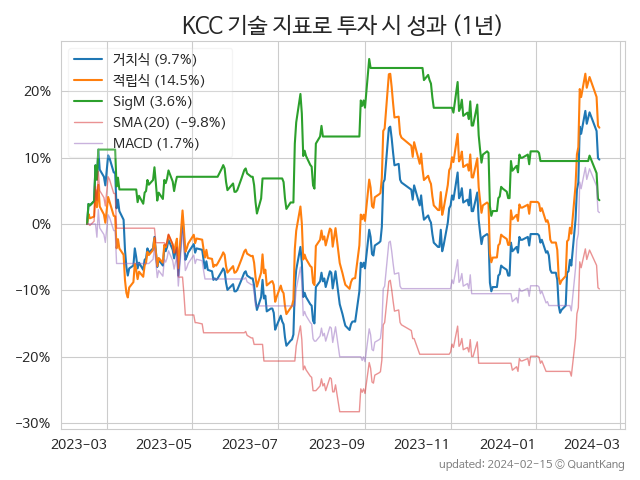 KCC 기술 지표로 투자 시 성과 (1년)
거치식 (9.7%)
적립식 (14.5%)
SigM (3.6%)
SMA(20) (−9.8%)
MACD (1.7%)
20%
10%
0%
−10%
−20%
−30%
2023-03 2023-05 2023-07 2023-09 2023-11 2024-01 2024-03
updated: 2024-02-15 © QuantKang